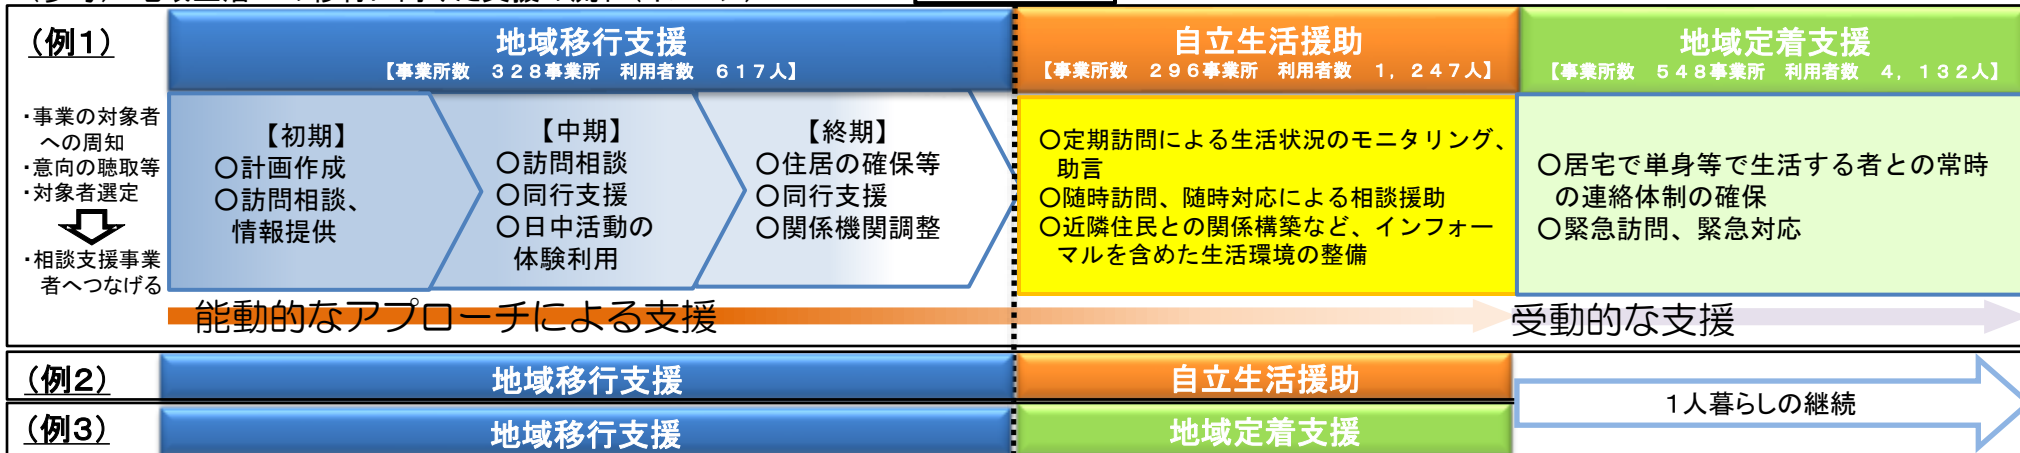 （例1）
地域移行支援
【事業所数　３２８事業所　利用者数　６１７人】
自立生活援助
【事業所数　２９６事業所　利用者数　１，２４７人】
地域定着支援
【事業所数　５４８事業所　利用者数　４，１３２人】
・事業の対象者
への周知
・意向の聴取等
・対象者選定
・相談支援事業
者へつなげる
【初期】
〇計画作成
〇訪問相談、
情報提供
【中期】
〇訪問相談
〇同行支援
〇日中活動の
体験利用
【終期】
〇住居の確保等
〇同行支援
〇関係機関調整
〇定期訪問による生活状況のモニタリング、
助言
〇随時訪問、随時対応による相談援助
〇近隣住民との関係構築など、インフォー
マルを含めた生活環境の整備
〇居宅で単身等で生活する者との常時
の連絡体制の確保
〇緊急訪問、緊急対応
能動的なアプローチによる支援
受動的な支援
（例2）
地域移行支援
自立生活援助
1人暮らしの継続
（例3）
地域移行支援
地域定着支援